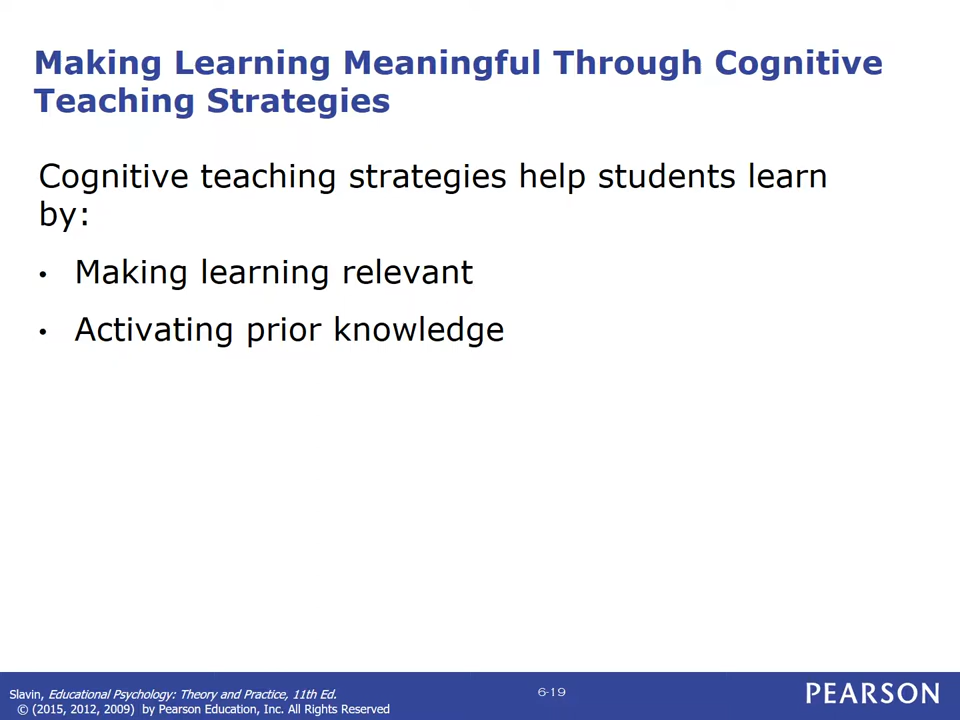 Making Learning Meaningful Through Cognitive
Teaching Strategies
Cognitive teaching strategies help students learn
by:
• Making learning relevant
• Activating prior knowledge
Slavin, Educational Psychology: Theory and Practice, 11th Ed.
© (2015, 2012, 2009) by Pearson Education, Inc. All Rights Reserved
6-19
PEARSON